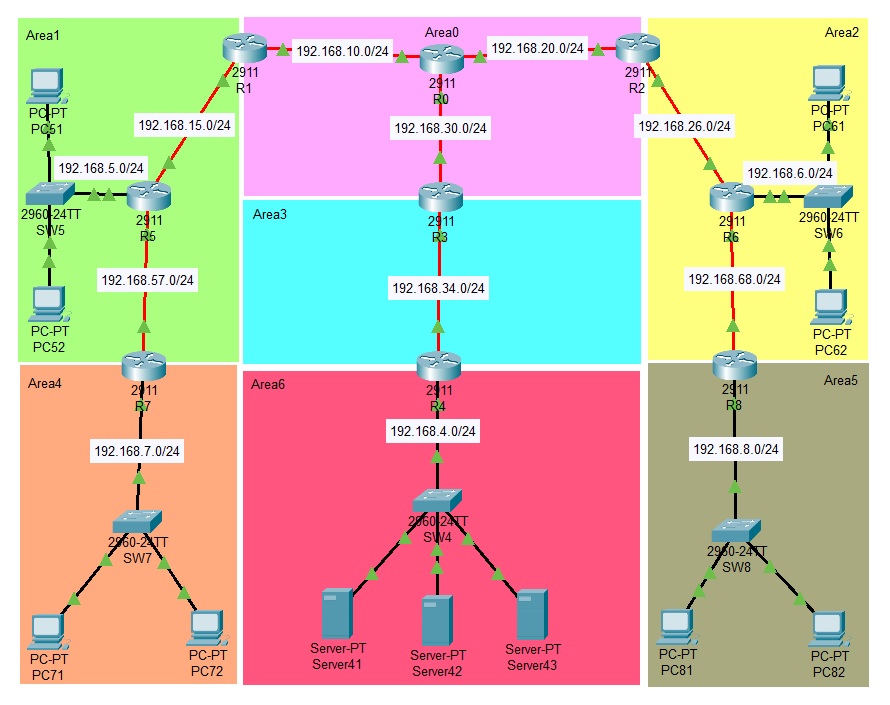 Area1
Area0
Area2
192.168.10.0/24
192.168.20.0/24
2911
R1
2911
R0
2911
R2
PC-PT
PC51
192.168.15.0/24
192.168.30.0/24
192.168.26.0/24
PC-PT
PC61
192.168.5.0/24
192.168.6.0/24
2960-24TT
SW5
2911
R5
Area3
2911
R3
2911
R6
2960-24TT
SW6
192.168.57.0/24
192.168.34.0/24
192.168.68.0/24
PC-PT
PC52
PC-PT
PC62
Area4
2911
R7
Area6
2911
R4
2911
R8
Area5
192.168.7.0/24
192.168.4.0/24
192.168.8.0/24
2960-24TT
SW7
2960-24TT
SW4
2960-24TT
SW8
PC-PT
PC71
PC-PT
PC72
Server-PT
Server41
Server-PT
Server42
Server-PT
Server43
PC-PT
PC81
PC-PT
PC82